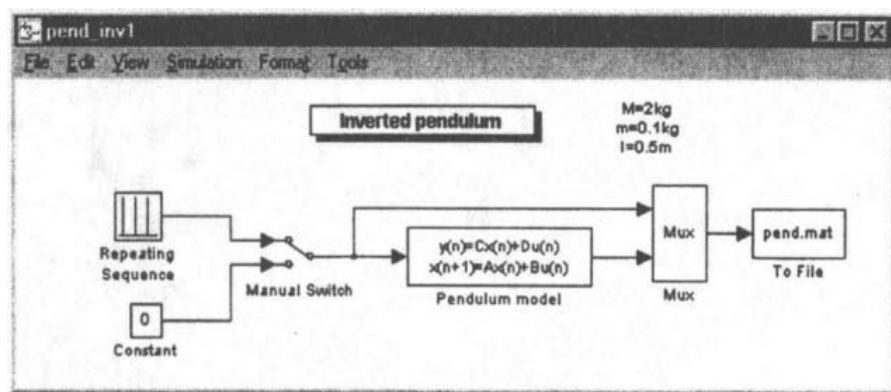 pend_inv1
File Edit View Simulation Format Tools
Inverted pendulum
M=2kg
m=0.1kg
l=0.5m
Repeating
Sequence
Manual Switch
0
Constant
y(n)=Cx(n)+Du(n)
x(n+1)=Ax(n)+Bu(n)
Pendulum model
Mux
Mux
pend.mat
To File